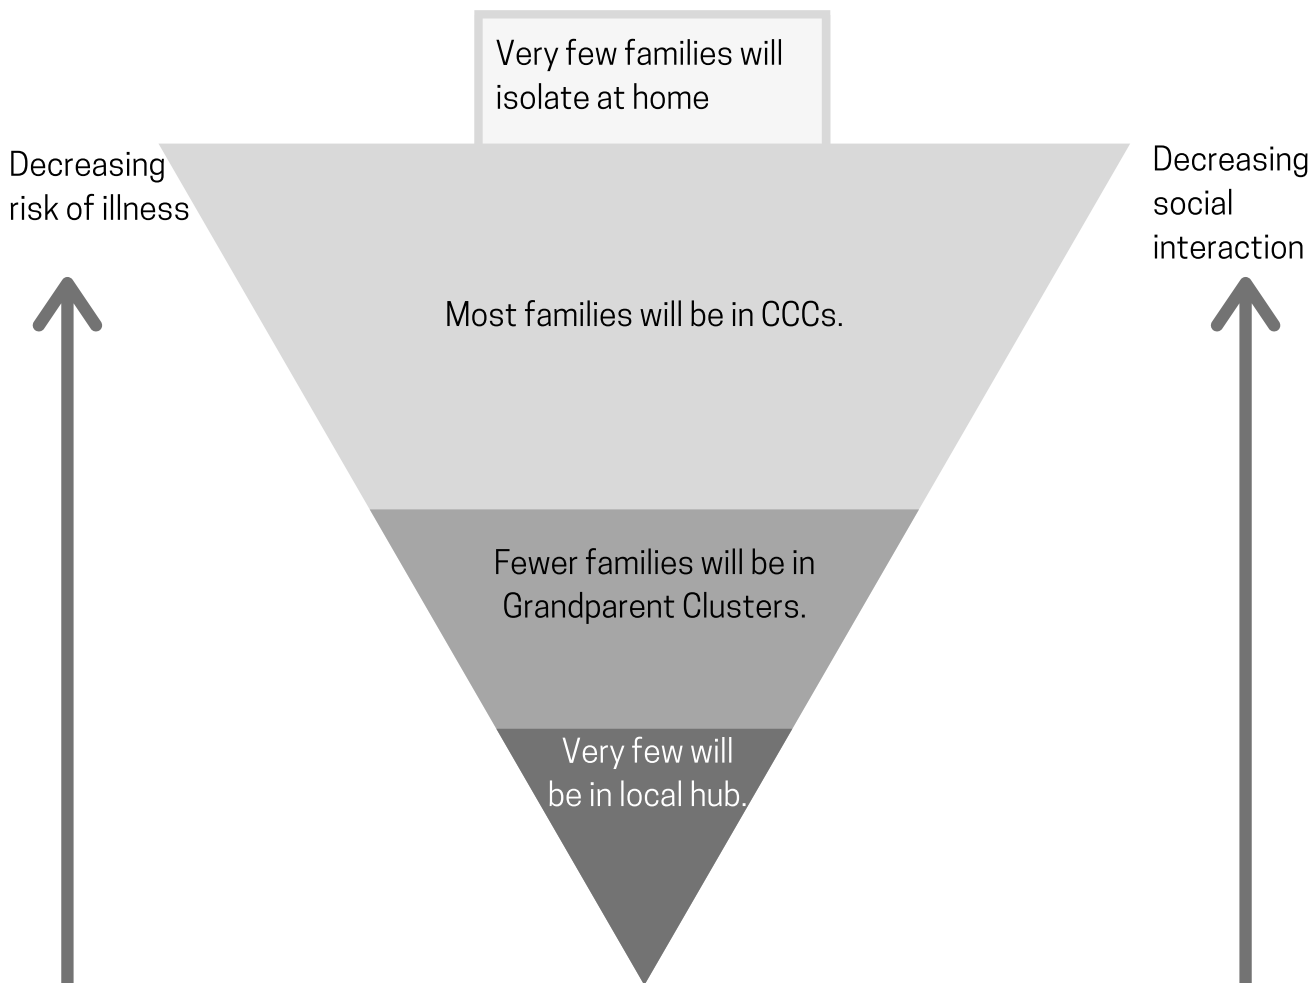 Very few families will
isolate at home
Decreasing
risk of illness
Decreasing
social
interaction
Most families will be in CCCs.
Fewer families will be in
Grandparent Clusters.
Very few will
be in local hub.